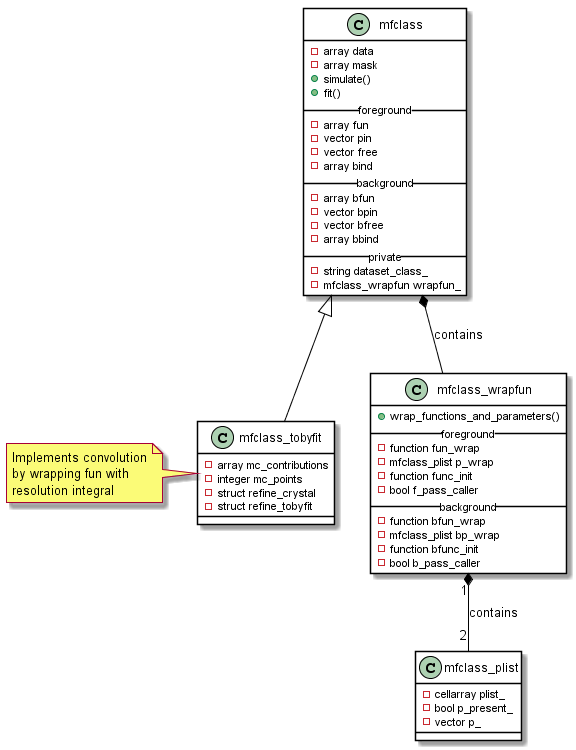 C mfclass
array data
array mask
simulate()
fit()
foreground
array fun
vector pin
vector free
array bind
background
array bfun
vector bpin
vector bfree
array bbind
private
string dataset_class_
mfclass_wrapfun wrapfun_
contains
C mfclass_wrapfun
wrap_functions_and_parameters()
foreground
function fun_wrap
mfclass_plist p_wrap
function func_init
bool f_pass_caller
background
function bfun_wrap
mfclass_plist bp_wrap
function bfunc_init
bool b_pass_caller
C mfclass_tobyfit
array mc_contributions
integer mc_points
struct refine_crystal
struct refine_tobyfit
Implements convolution
by wrapping fun with
resolution integral
1
contains
2
C mfclass_plist
cellarray plist_
bool p_present_
vector p_